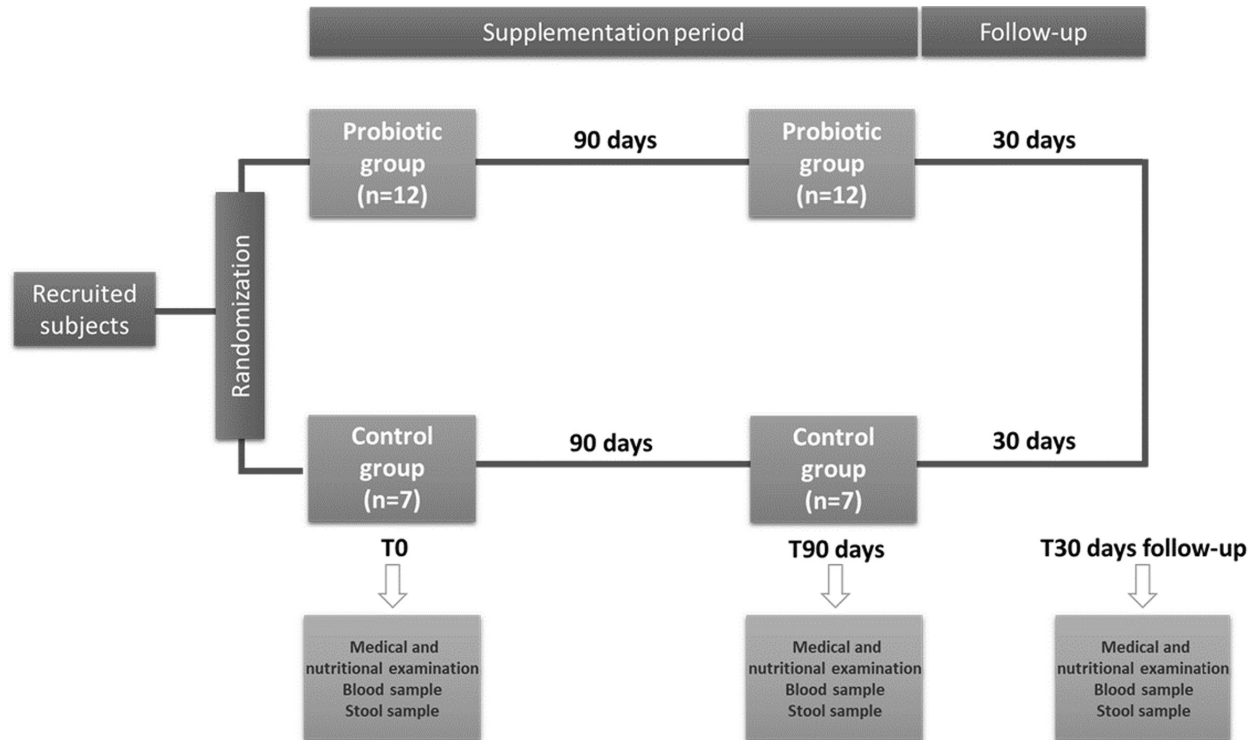 Supplementation period
Follow-up
Probiotic
group
(n=12)
90 days
Probiotic
group
(n=12)
30 days
Recruited
subjects
Randomization
Control
group
(n=7)
90 days
Control
group
(n=7)
30 days
T0
T90 days
T30 days follow-up
Medical and
nutritional examination
Blood sample
Stool sample
Medical and
nutritional examination
Blood sample
Stool sample
Medical and
nutritional examination
Blood sample
Stool sample